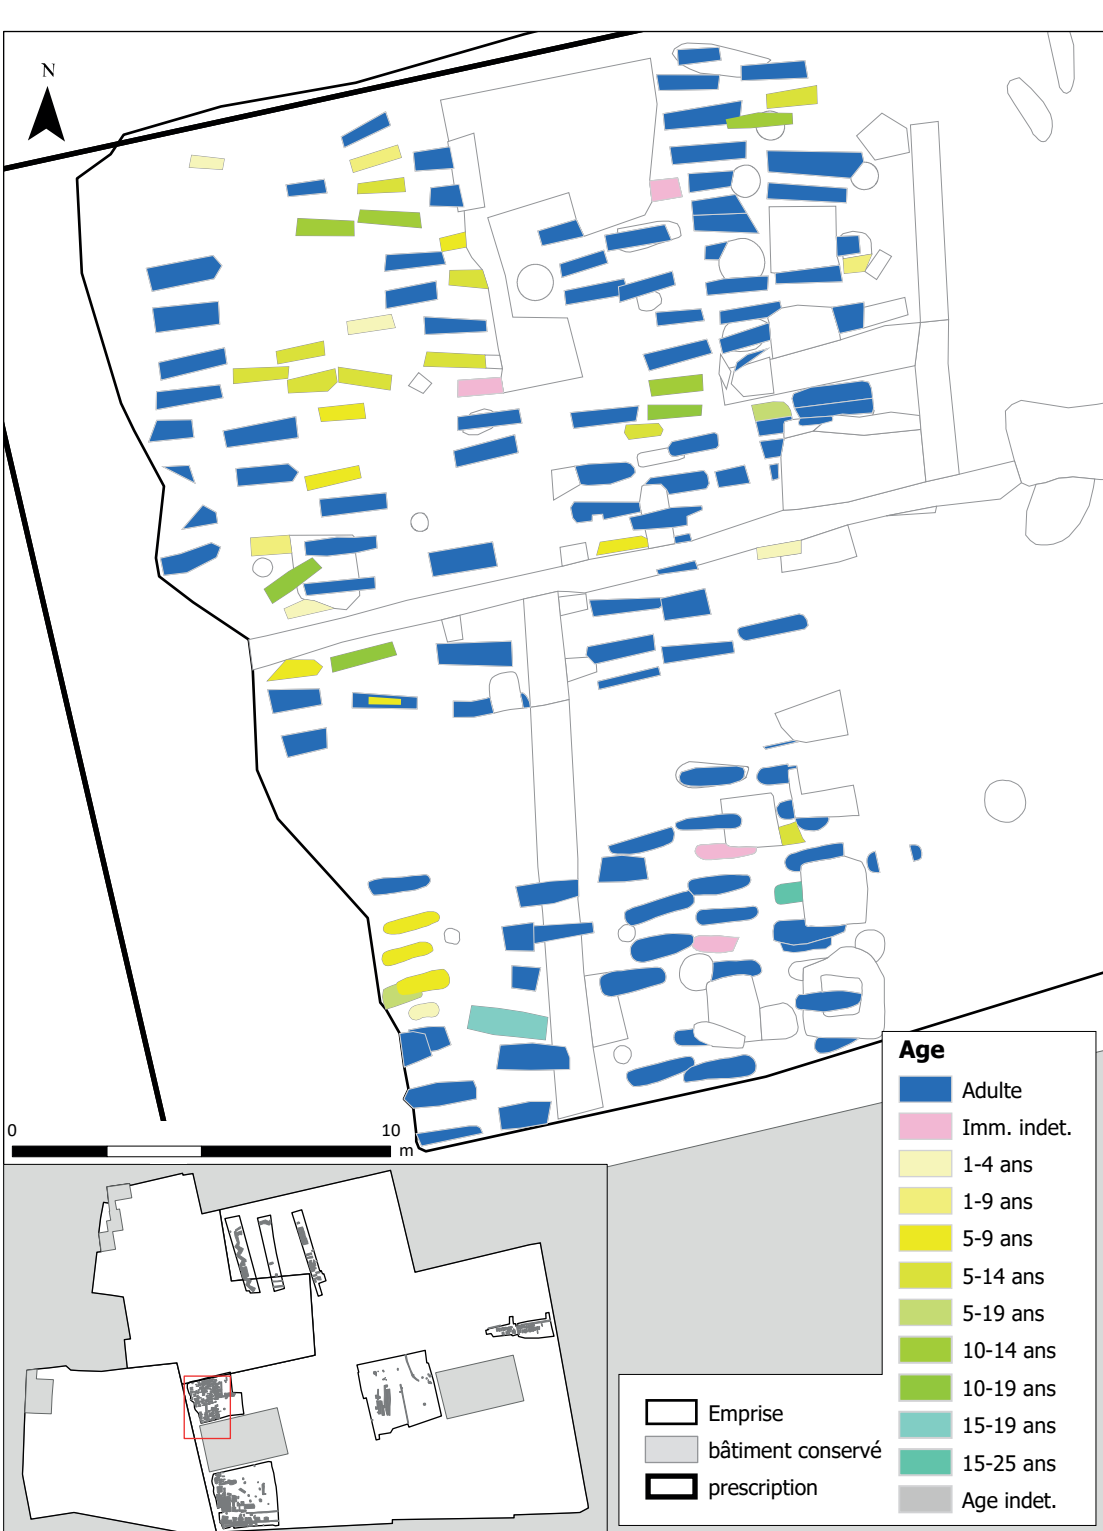 N
0
10
m
Age
Adulte
Imm. indet.
1-4 ans
1-9 ans
5-9 ans
5-14 ans
5-19 ans
10-14 ans
10-19 ans
15-19 ans
15-25 ans
Age indet.
Emprise
bâtiment conservé
prescription